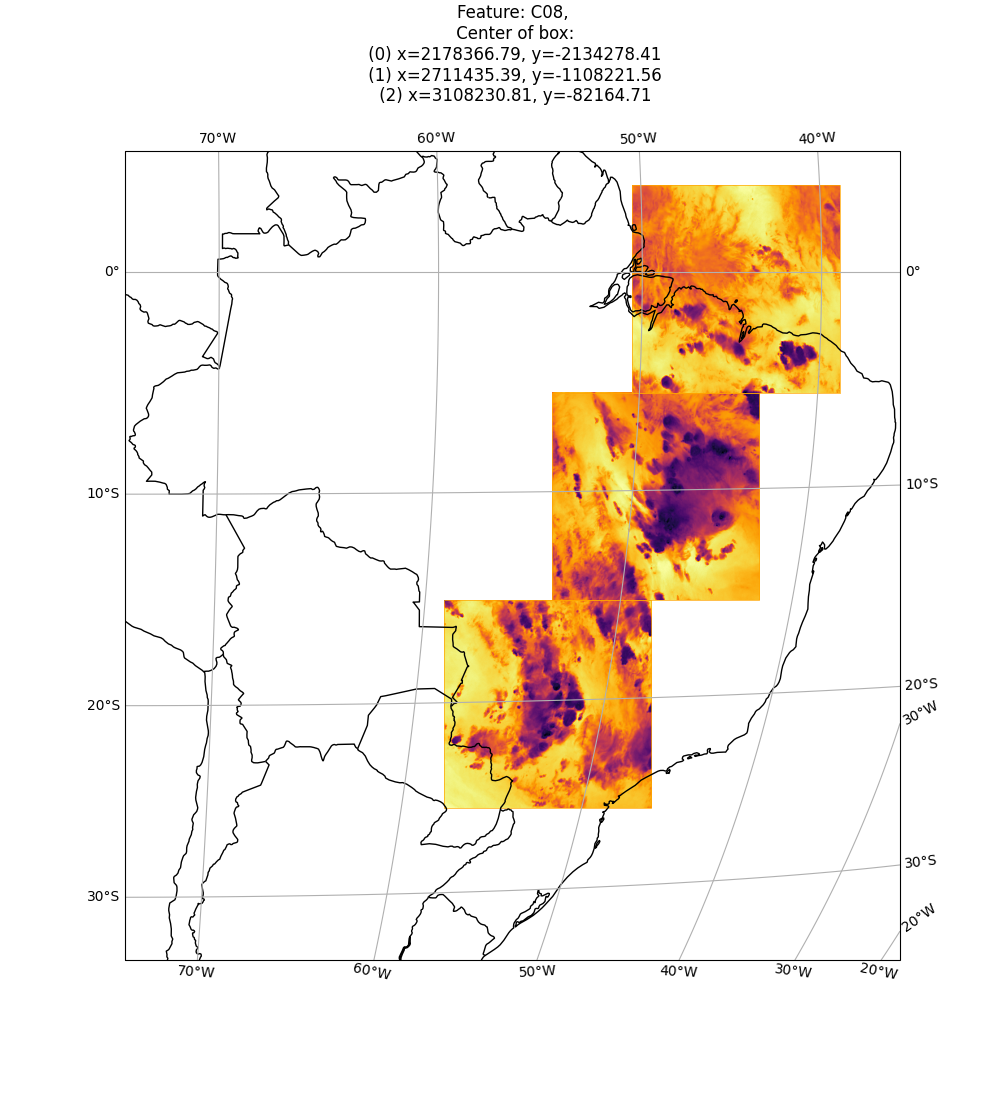 Feature: C08,
Center of box:
(0) x=2178366.79, y=-2134278.41
(1) x=2711435.39, y=-1108221.56
(2) x=3108230.81, y=-82164.71
70°W 60°W 50°W 40°W
0° 0°
10°S 10°S
20°S 20°S
30°W
30°S 30°S
20°W
70°W 60°W 50°W 40°W 30°W 20°W